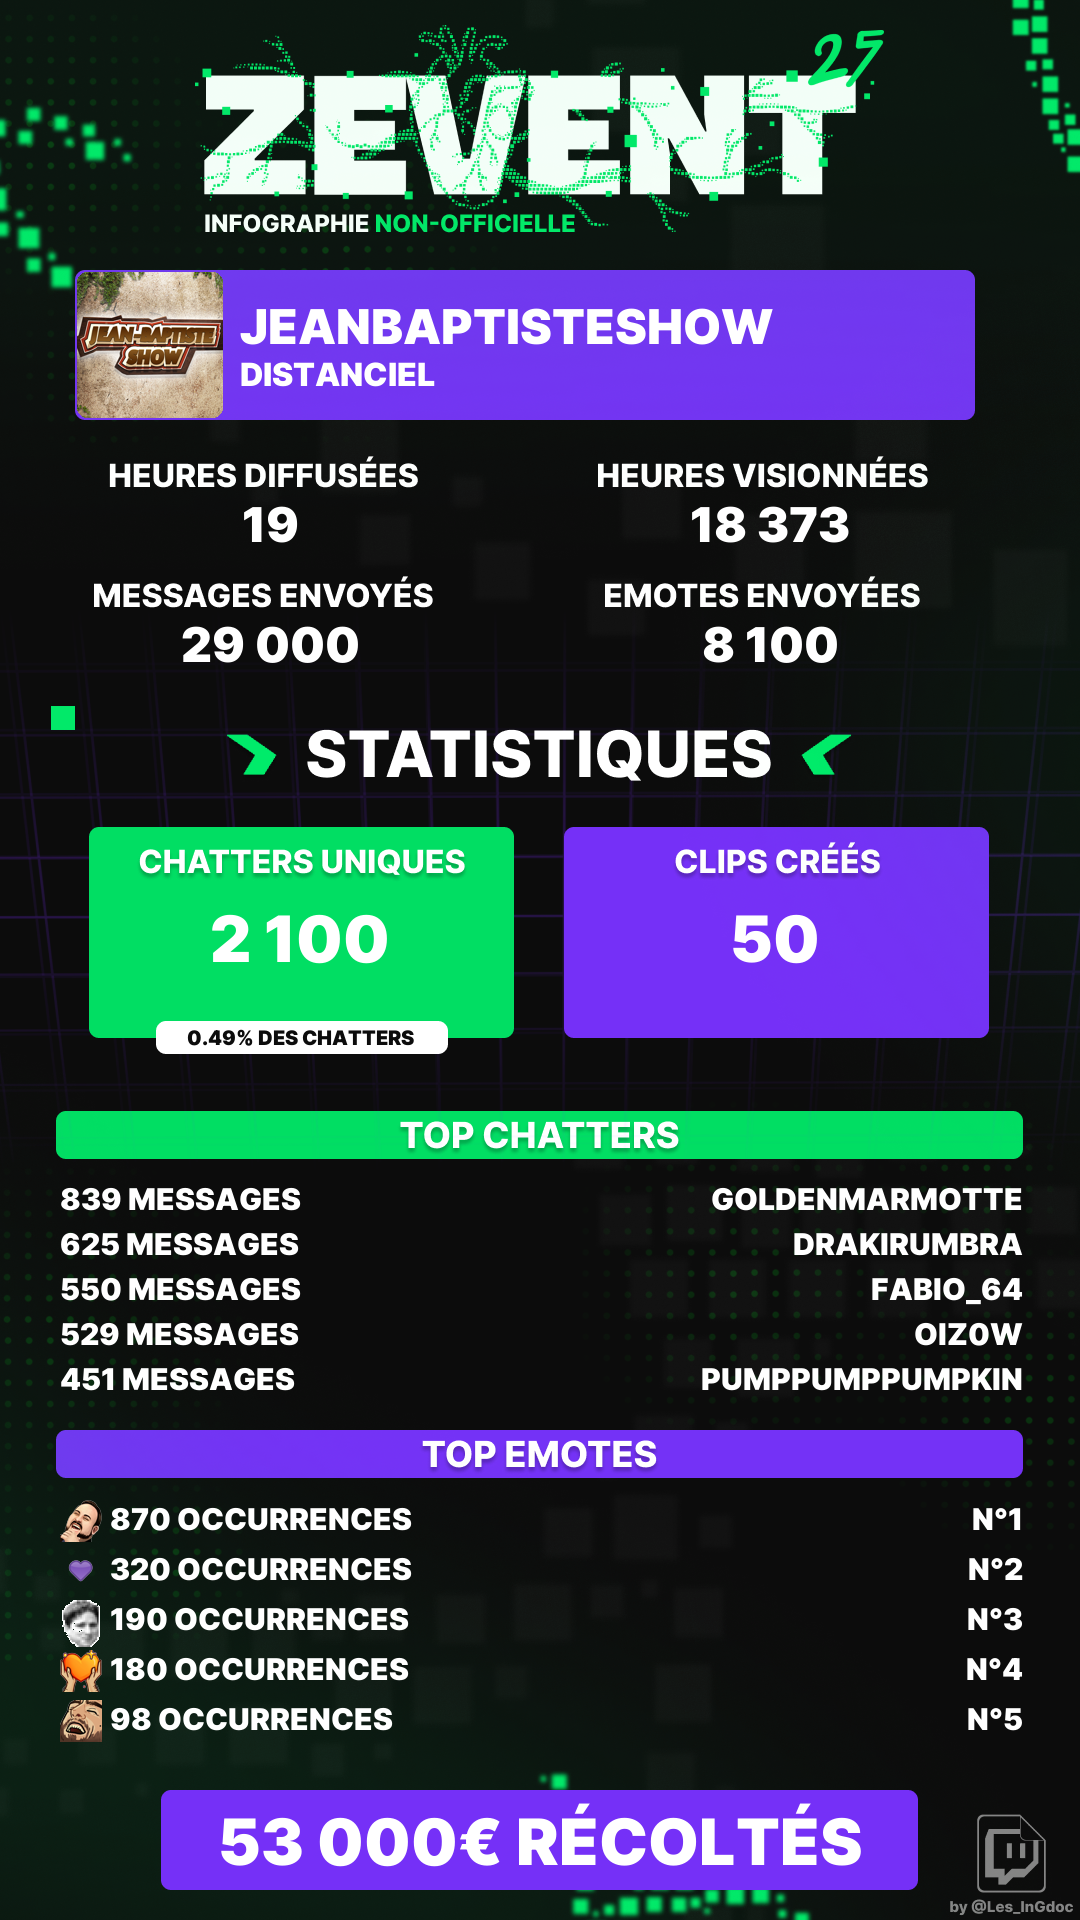 ZEVENT 25
INFOGRAPHIE NON-OFFICIELLE
JEAN-BAPTISTE
SHOW
JEANBAPTISTESHOW
DISTANCIEL
HEURES DIFFUSÉES
19
HEURES VISIONNÉES
18 373
MESSAGES ENVOYÉS
29 000
EMOTES ENVOYÉES
8 100
STATISTIQUES
CHATTERS UNIQUES
2 100
0.49% DES CHATTERS
CLIPS CRÉÉS
50
TOP CHATTERS
839 MESSAGES GOLDENMARMOTTE
625 MESSAGES DRAKIRUMBRA
550 MESSAGES FABIO_64
529 MESSAGES OIZ0W
451 MESSAGES PUMPPUMPPUMPKIN
TOP EMOTES
870 OCCURRENCES N°1
320 OCCURRENCES N°2
190 OCCURRENCES N°3
180 OCCURRENCES N°4
98 OCCURRENCES N°5
53 000€ RÉCOLTÉS
by @Les_InGdoc